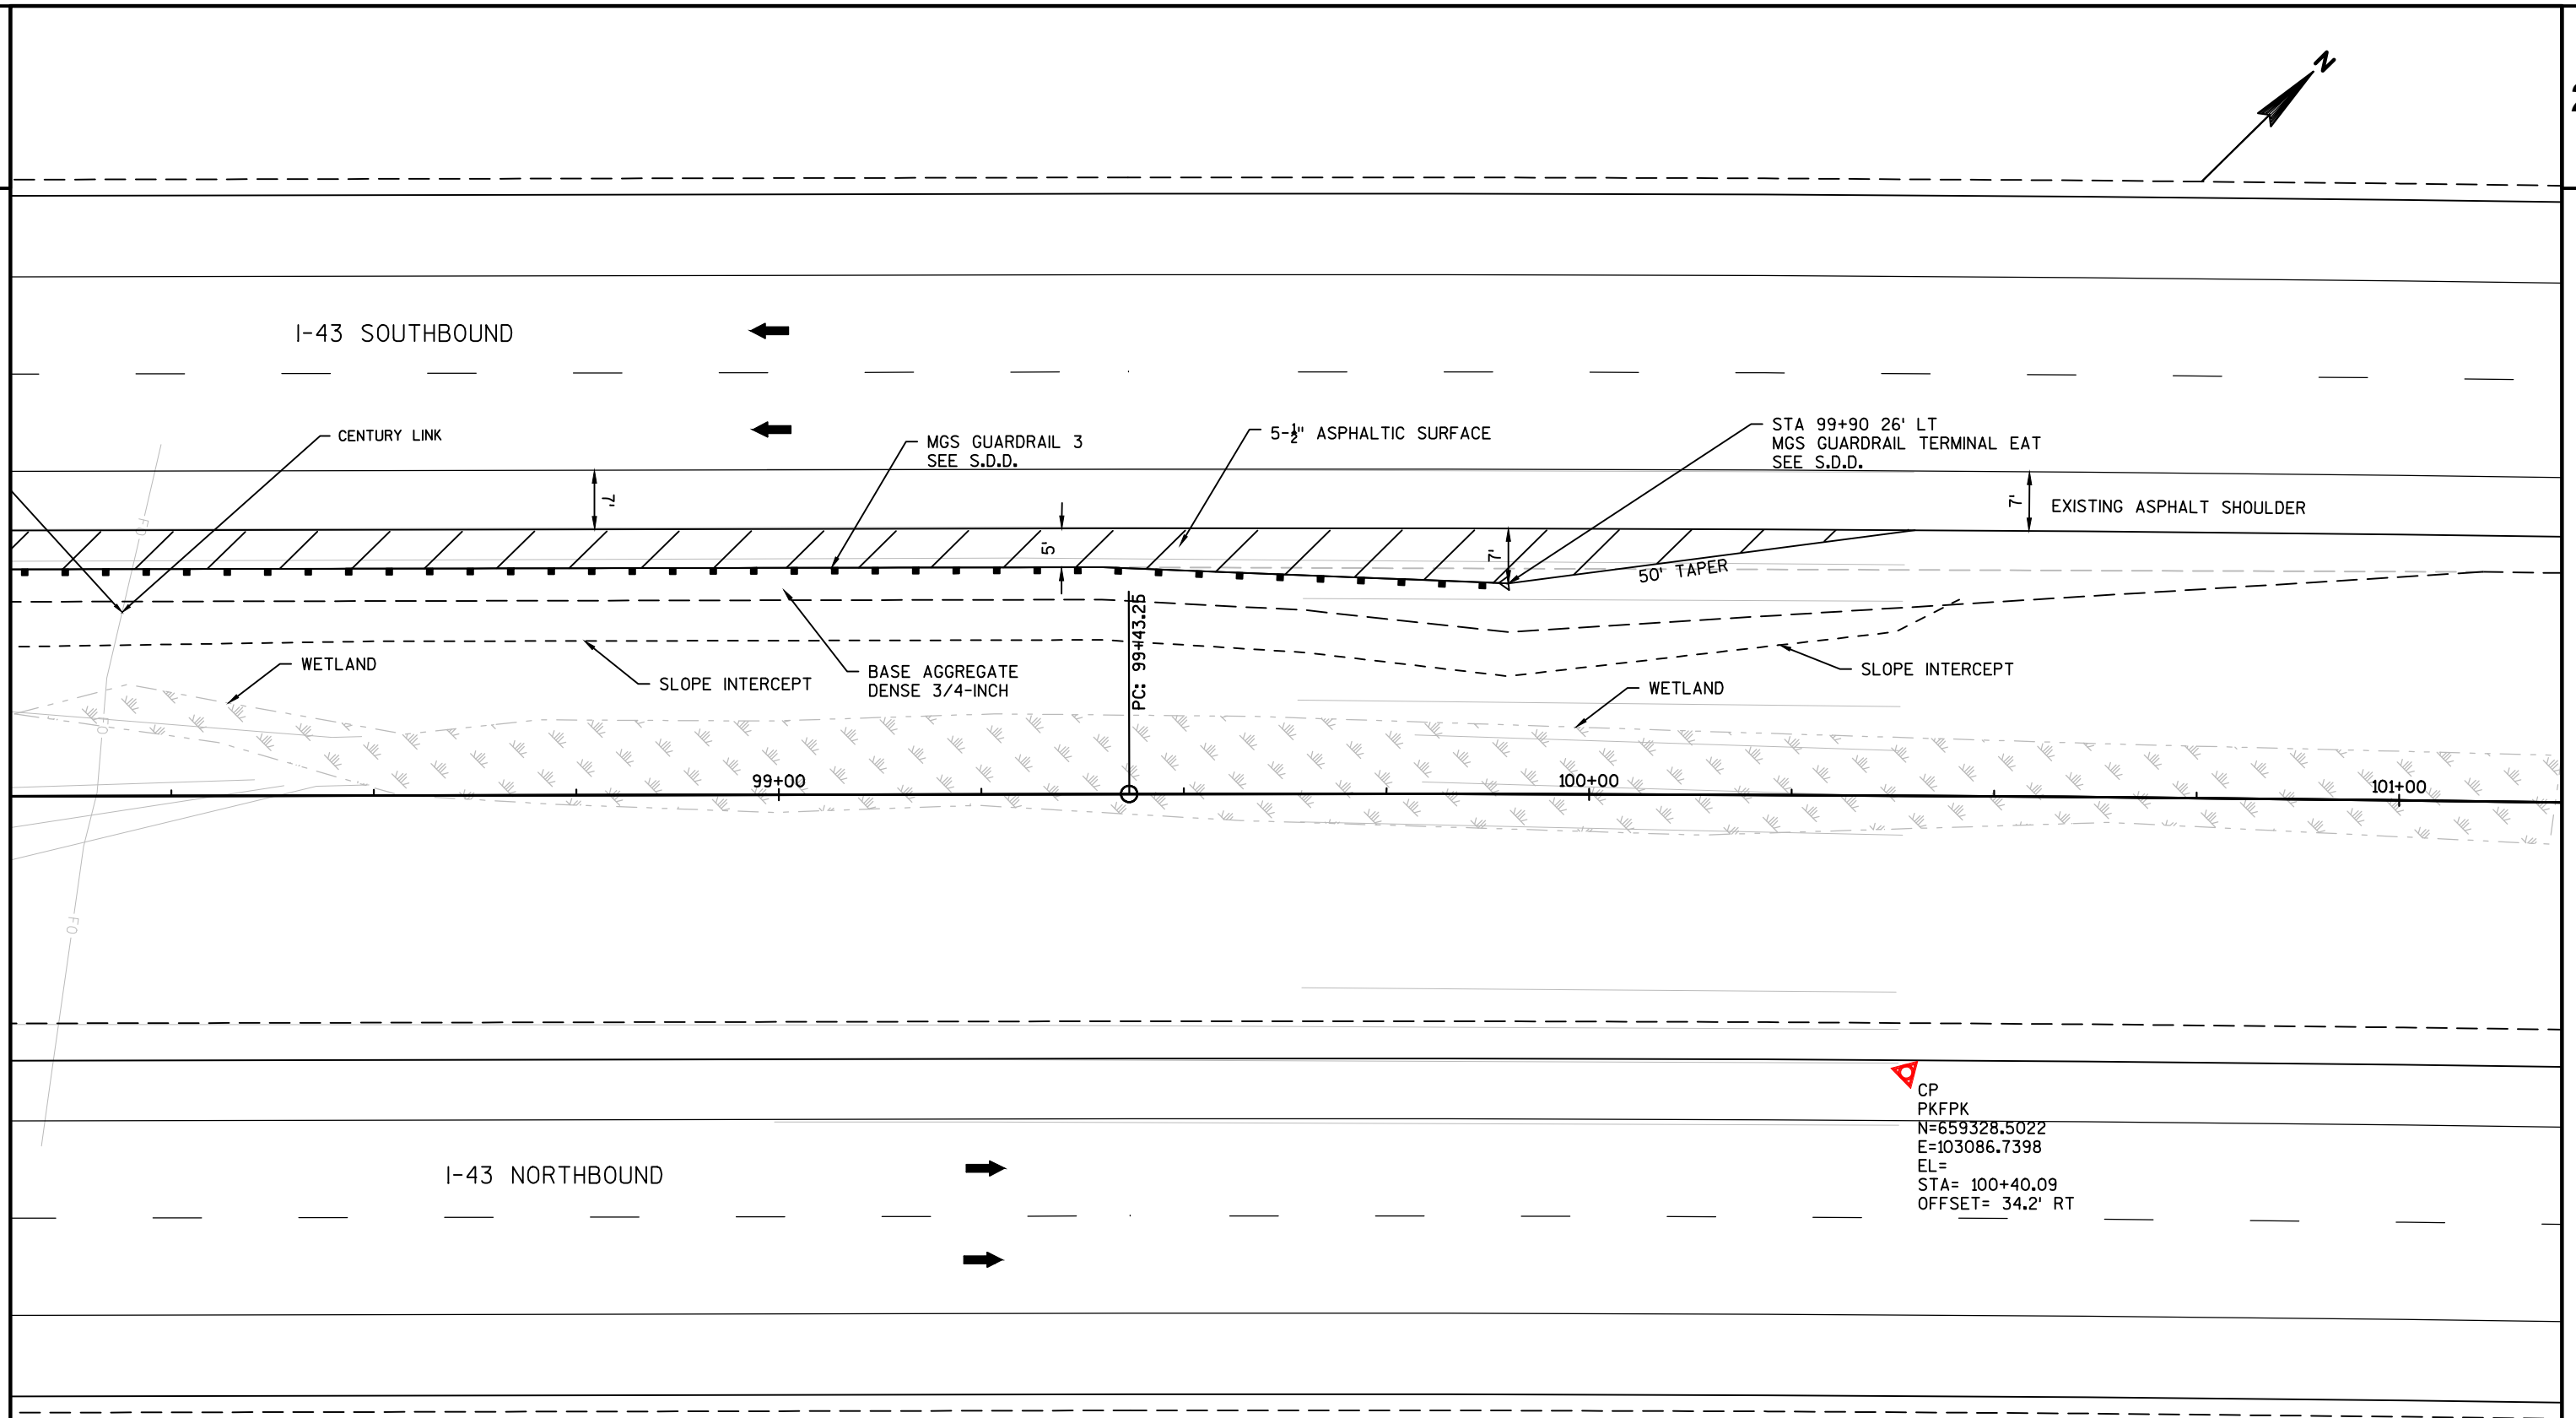 N
I-43 SOUTHBOUND
CENTURY LINK
MGS GUARDRAIL 3
SEE S.D.D.
5-½" ASPHALTIC SURFACE
STA 99+90 26' LT
MGS GUARDRAIL TERMINAL EAT
SEE S.D.D.
7'
7'
EXISTING ASPHALT SHOULDER
FO
5'
7'
50' TAPER
PC: 99+43.25
WETLAND
SLOPE INTERCEPT
BASE AGGREGATE
DENSE 3/4-INCH
SLOPE INTERCEPT
WETLAND
FO
99+00
100+00
101+00
FO
CP
PKFPK
N=659328.5022
E=103086.7398
EL=
STA= 100+40.09
OFFSET= 34.2' RT
I-43 NORTHBOUND